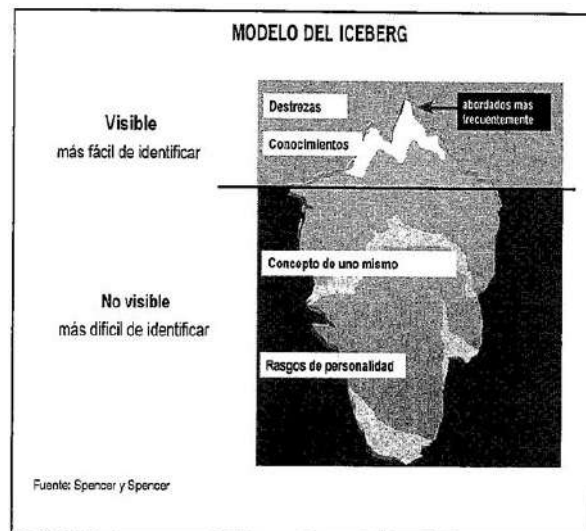 MODELO DEL ICEBERG
Visible
más fácil de identificar
Destrezas
Conocimientos
abordados mas
frecuentemente
No visible
más difícil de identificar
Concepto de uno mismo
Rasgos de personalidad
Fuente: Spencer y Spencer